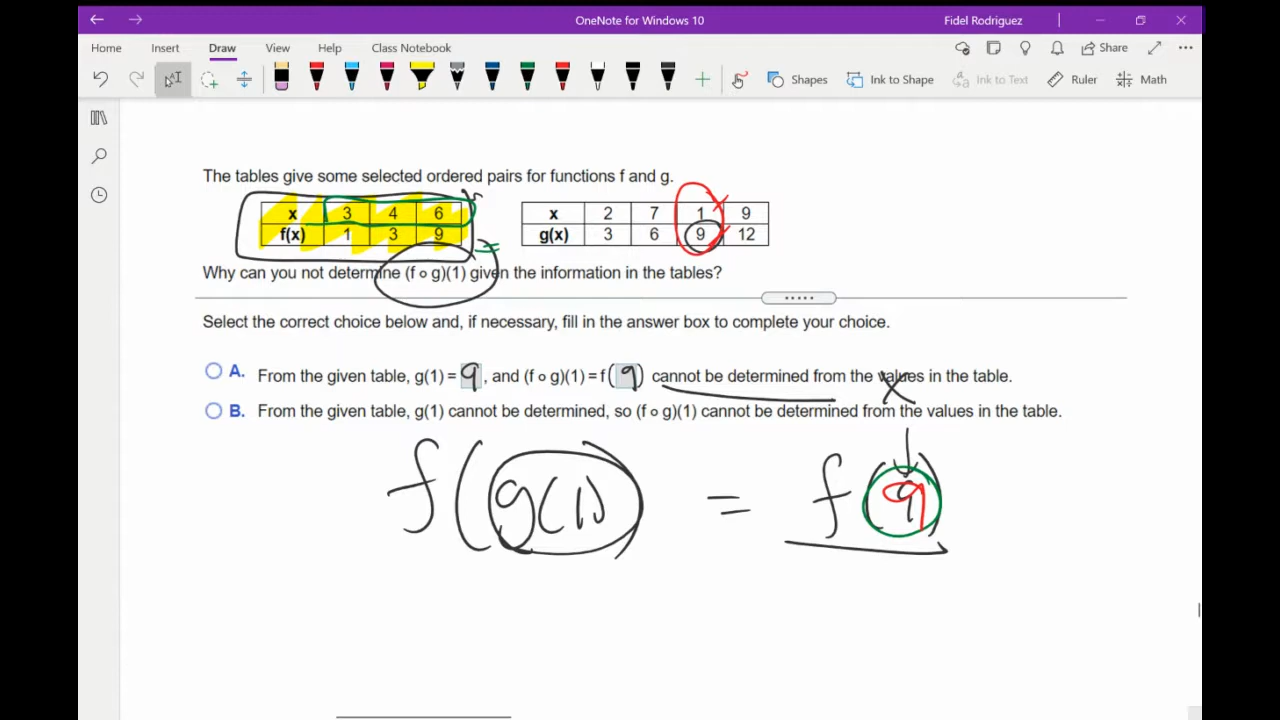 OneNote for Windows 10 Fidel Rodriguez
Home Insert Draw View Help Class Notebook Share
Shapes Ink to Shape Ink to Text Ruler Math
The tables give some selected ordered pairs for functions f and g.
x 3 4 6 x 2 7 1 9
f(x) 1 3 9 g(x) 3 6 9 12
=
Why can you not determine (f ∘ g)(1) given the information in the tables?
Select the correct choice below and, if necessary, fill in the answer box to complete your choice.
A. From the given table, g(1) = 9, and (f ∘ g)(1) = f(9) cannot be determined from the values in the table.
B. From the given table, g(1) cannot be determined, so (f ∘ g)(1) cannot be determined from the values in the table.
x
f(g(1)) = f(9)